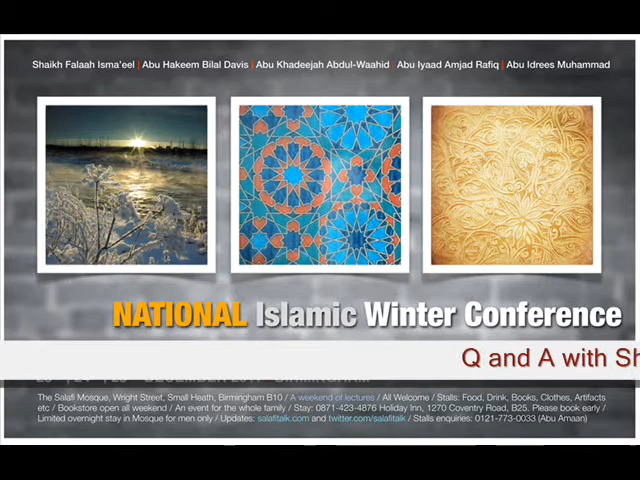 Shaikh Falaah Isma'eel | Abu Hakeem Bilal Davis | Abu Khadeejah Abdul-Waahid | Abu Iyaad Amjad Rafiq | Abu Idrees Muhammad
NATIONAL Islamic Winter Conference
Q and A with Sh
The Salafi Mosque, Wright Street, Small Heath, Birmingham B10 / A weekend of lectures / All Welcome / Stalls: Food, Drink, Books, Clothes, Artifacts
etc / Bookstore open all weekend / An event for the whole family / Stay: 0871-423-4876 Holiday Inn, 1270 Coventry Road, B25. Please book early /
Limited overnight stay in Mosque for men only / Updates: salafitalk.com and twitter.com/salafitalk / Stalls enquiries: 0121-773-0033 (Abu Amaan)